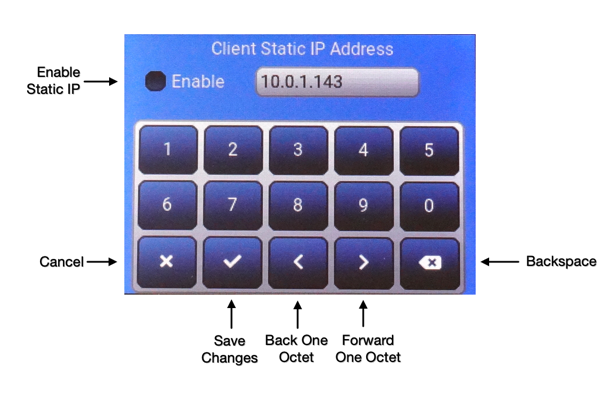 Client Static IP Address
Enable
Static IP
Enable
10.0.1.143
1 2 3 4 5
6 7 8 9 0
Cancel
Backspace
Save
Changes
Back One
Octet
Forward
One Octet